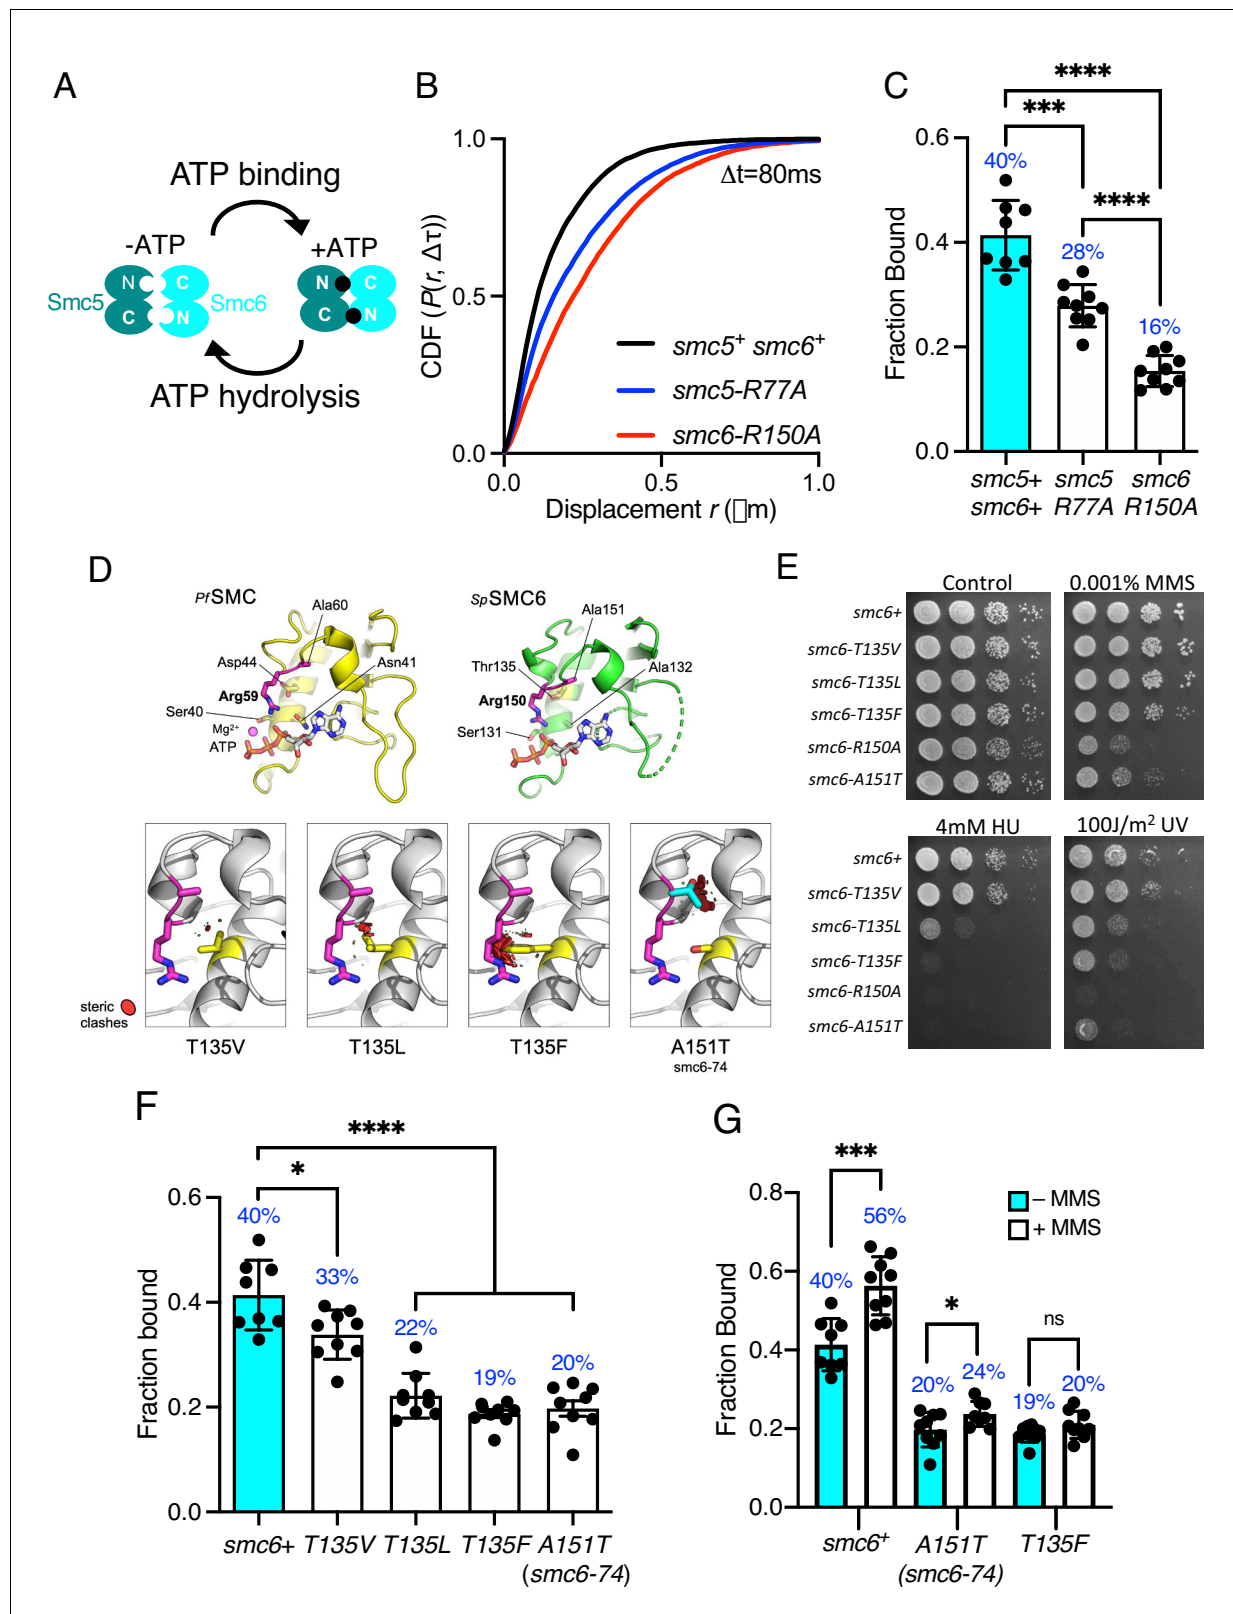 A
ATP binding
-ATP
+ATP
N
C
N
C
Smc5
Smc6
C
N
C
N
ATP hydrolysis
B
1.0
0.5
0.0
CDF (P(r, Δτ))
Δt=80ms
smc5+ smc6+
smc5-R77A
smc6-R150A
0.0
0.5
1.0
Displacement r (□m)
C
****
***
****
0.6
0.4
0.2
0.0
Fraction Bound
40%
28%
16%
smc5+
smc6+
smc5
R77A
smc6
R150A
D
PfSMC
Ala60
Asp44
Asn41
Arg59
Ser40
Mg2+
ATP
SpSMC6
Ala151
Thr135
Ala132
Arg150
Ser131
steric
clashes
T135V
T135L
T135F
A151T
smc6-74
E
Control
0.001% MMS
smc6+
smc6-T135V
smc6-T135L
smc6-T135F
smc6-R150A
smc6-A151T
4mM HU
100J/m2 UV
smc6+
smc6-T135V
smc6-T135L
smc6-T135F
smc6-R150A
smc6-A151T
F
****
*
0.6
0.4
0.2
0.0
Fraction bound
40%
33%
22%
19%
20%
smc6+
T135V
T135L
T135F
A151T
(smc6-74)
G
***
*
ns
– MMS
+ MMS
0.8
0.6
0.4
0.2
0.0
Fraction Bound
40%
56%
20%
24%
19%
20%
smc6+
A151T
(smc6-74)
T135F